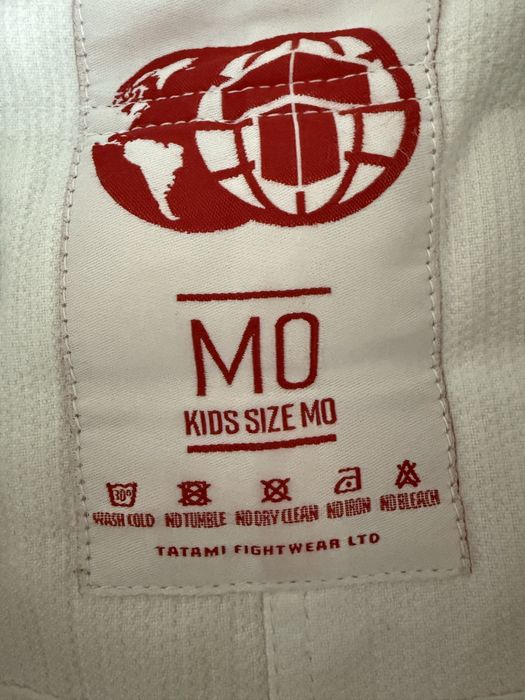 MO
KIDS SIZE MO
30°
WASH COLD NO TUMBLE NO DRY CLEAN NO IRON NO BLEACH
TATAMI FIGHTWEAR LTD